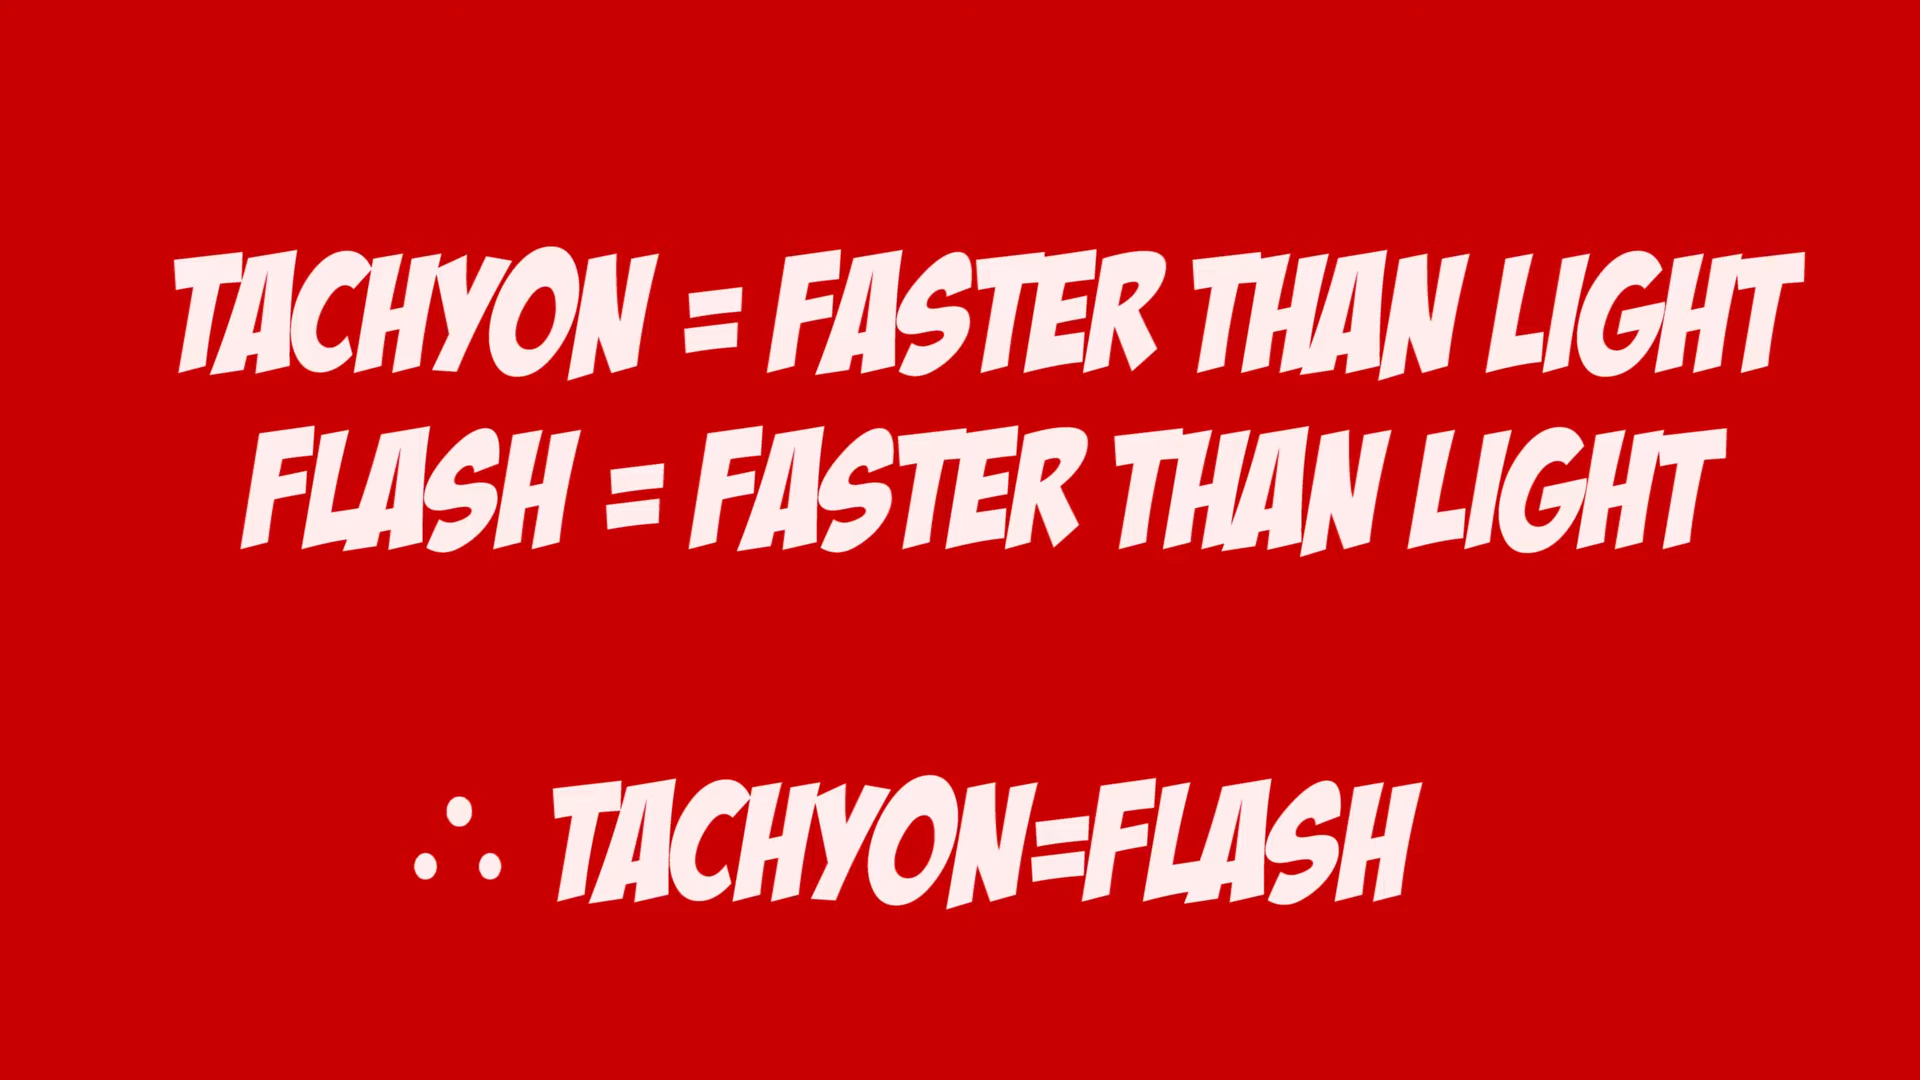 TACHYON = FASTER THAN LIGHT
FLASH = FASTER THAN LIGHT
∴ TACHYON=FLASH